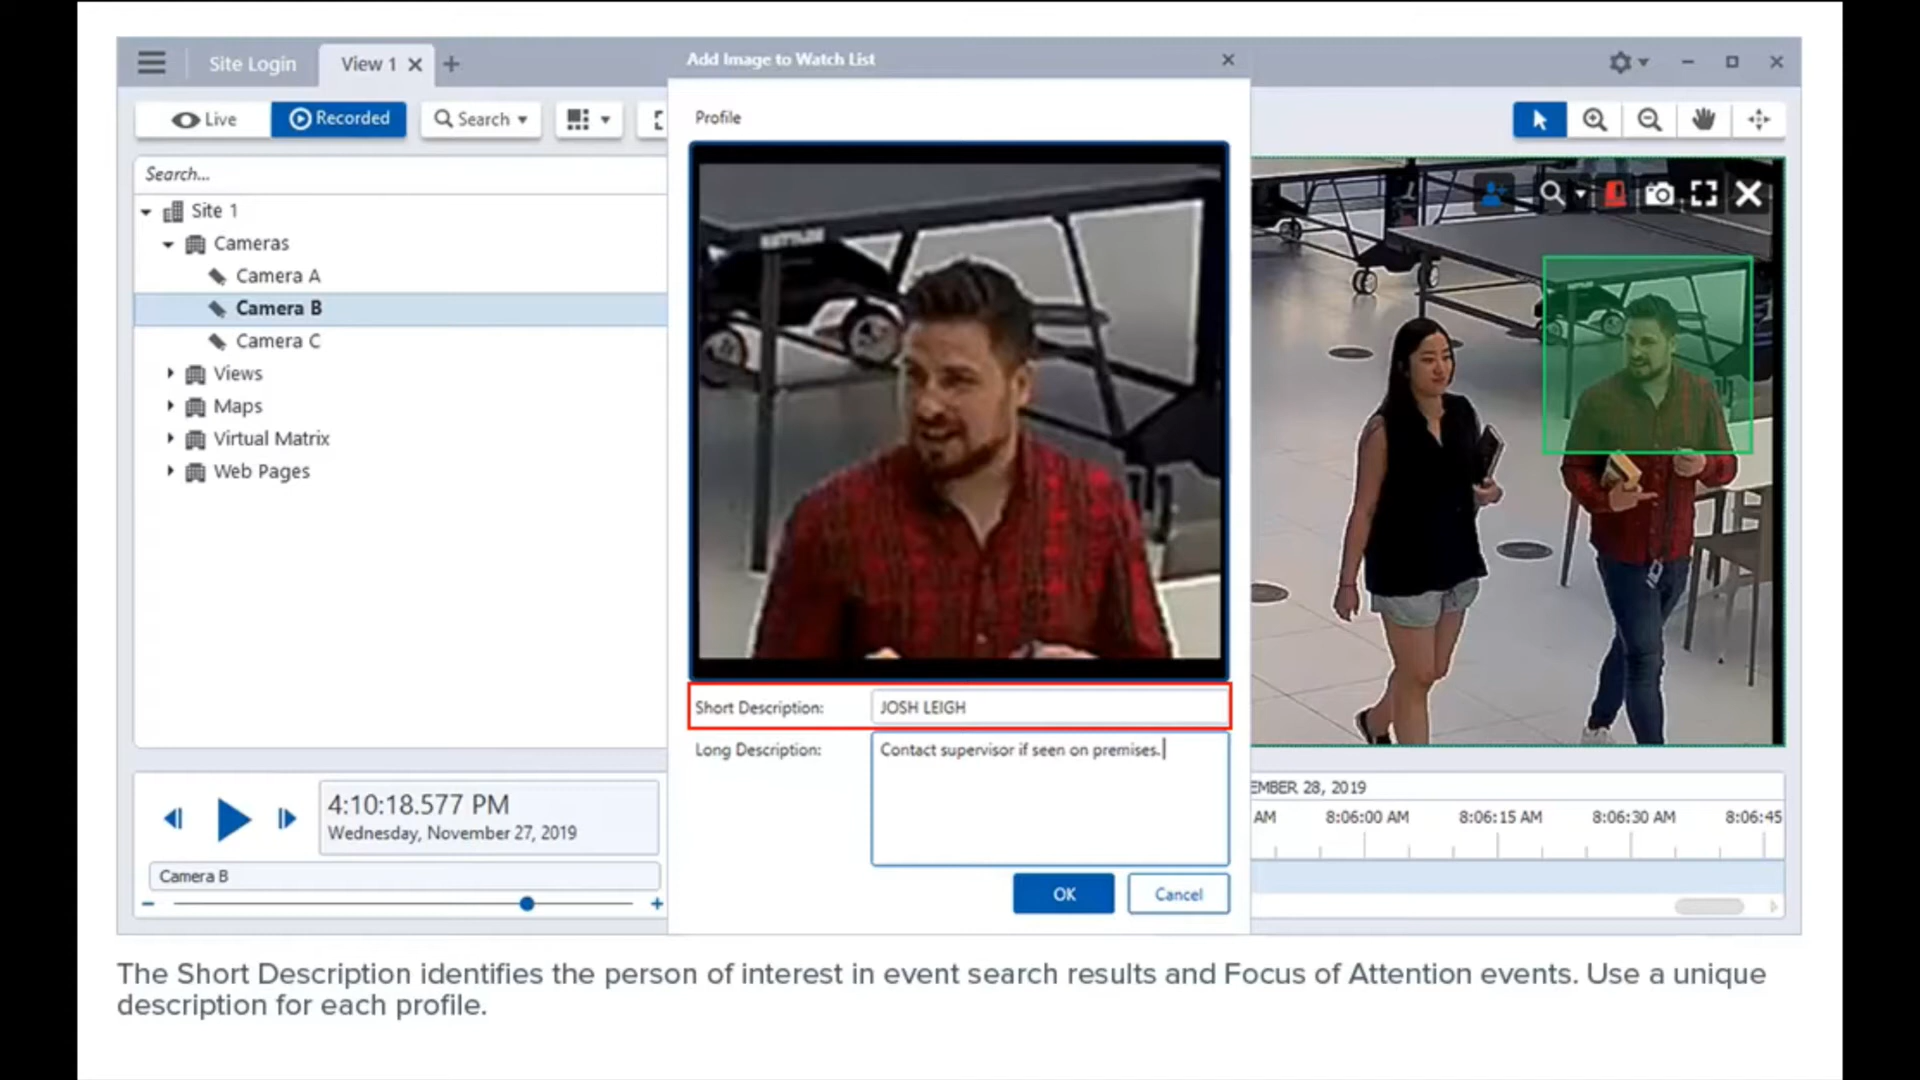 Site Login
View 1
Add Image to Watch List
Live
Recorded
Search
Profile
Search...
Site 1
Cameras
Camera A
Camera B
Camera C
Views
Maps
Virtual Matrix
Web Pages
Short Description:
JOSH LEIGH
Long Description:
Contact supervisor if seen on premises.
OK
Cancel
4:10:18.577 PM
Wednesday, November 27, 2019
Camera B
EMBER 28, 2019
AM
8:06:00 AM
8:06:15 AM
8:06:30 AM
8:06:45
The Short Description identifies the person of interest in event search results and Focus of Attention events. Use a unique
description for each profile.